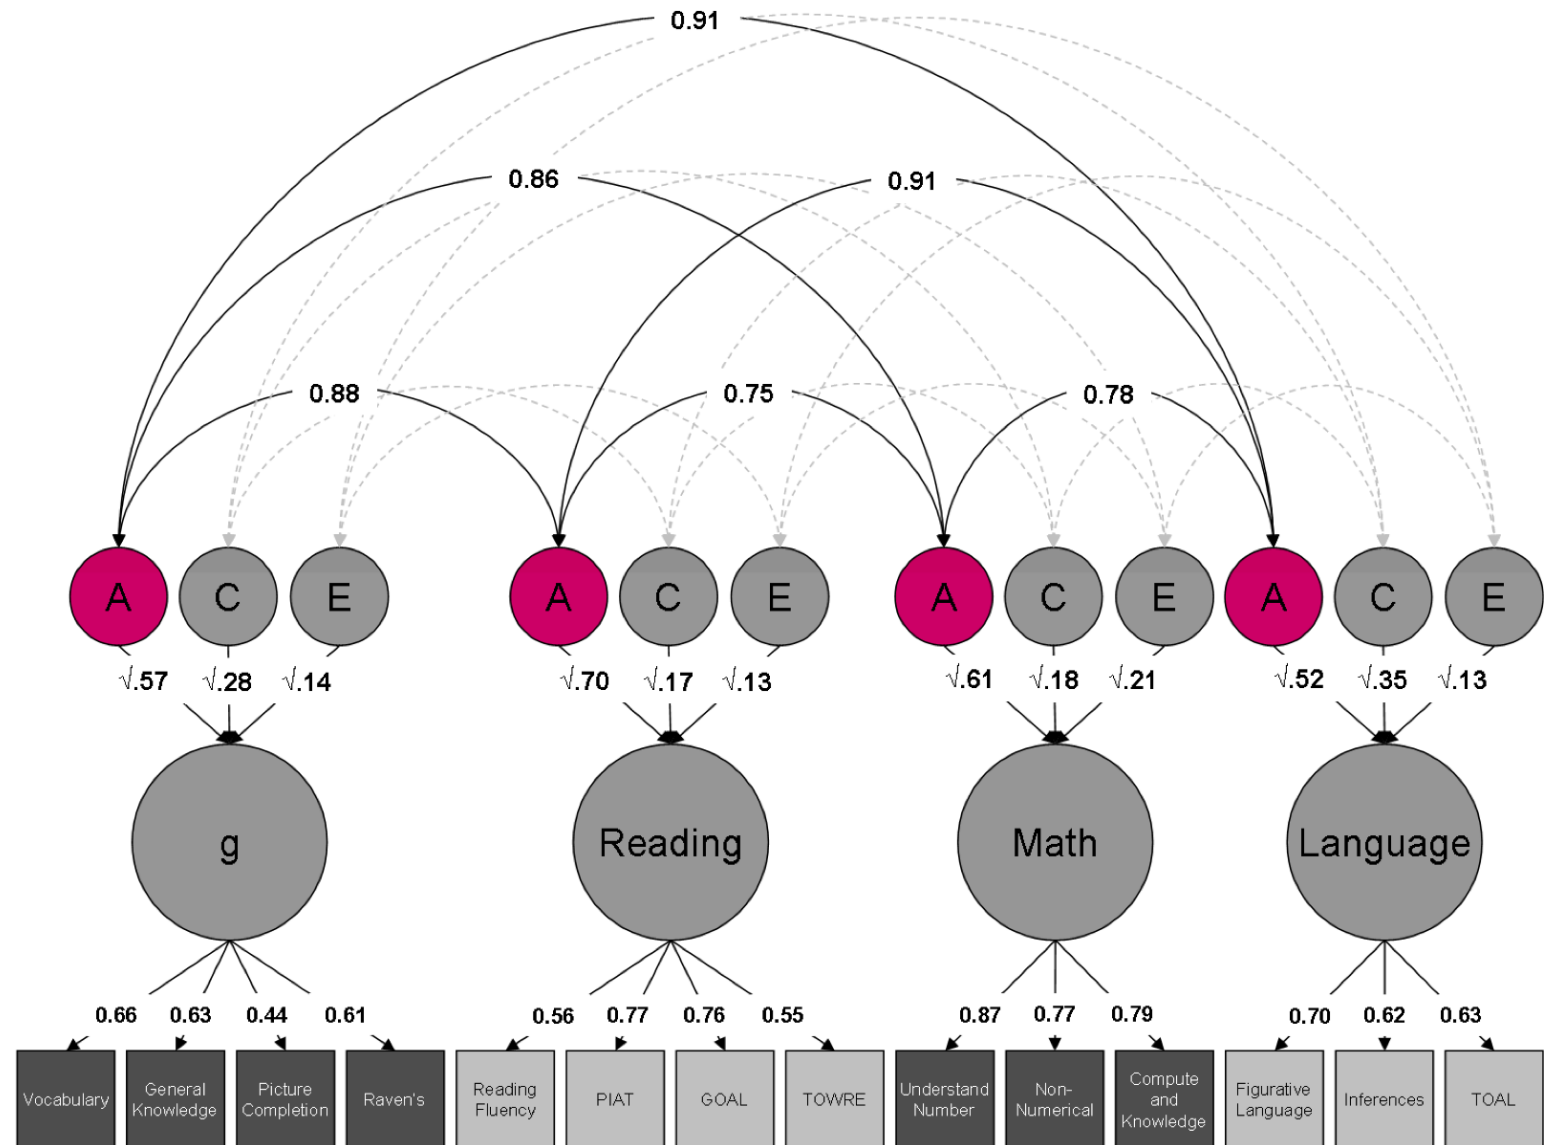 0.91
0.86
0.91
0.88
0.75
0.78
A C E A C E A C E A C E
√.57 √.28 √.14 √.70 √.17 √.13 √.61 √.18 √.21 √.52 √.35 √.13
g Reading Math Language
0.66 0.63 0.44 0.61 0.56 0.77 0.76 0.55 0.87 0.77 0.79 0.70 0.62 0.63
Vocabulary
General
Knowledge
Picture
Completion
Raven's
Reading
Fluency
PIAT
GOAL
TOWRE
Understand
Number
Non-
Numerical
Compute
and
Knowledge
Figurative
Language
Inferences
TOAL